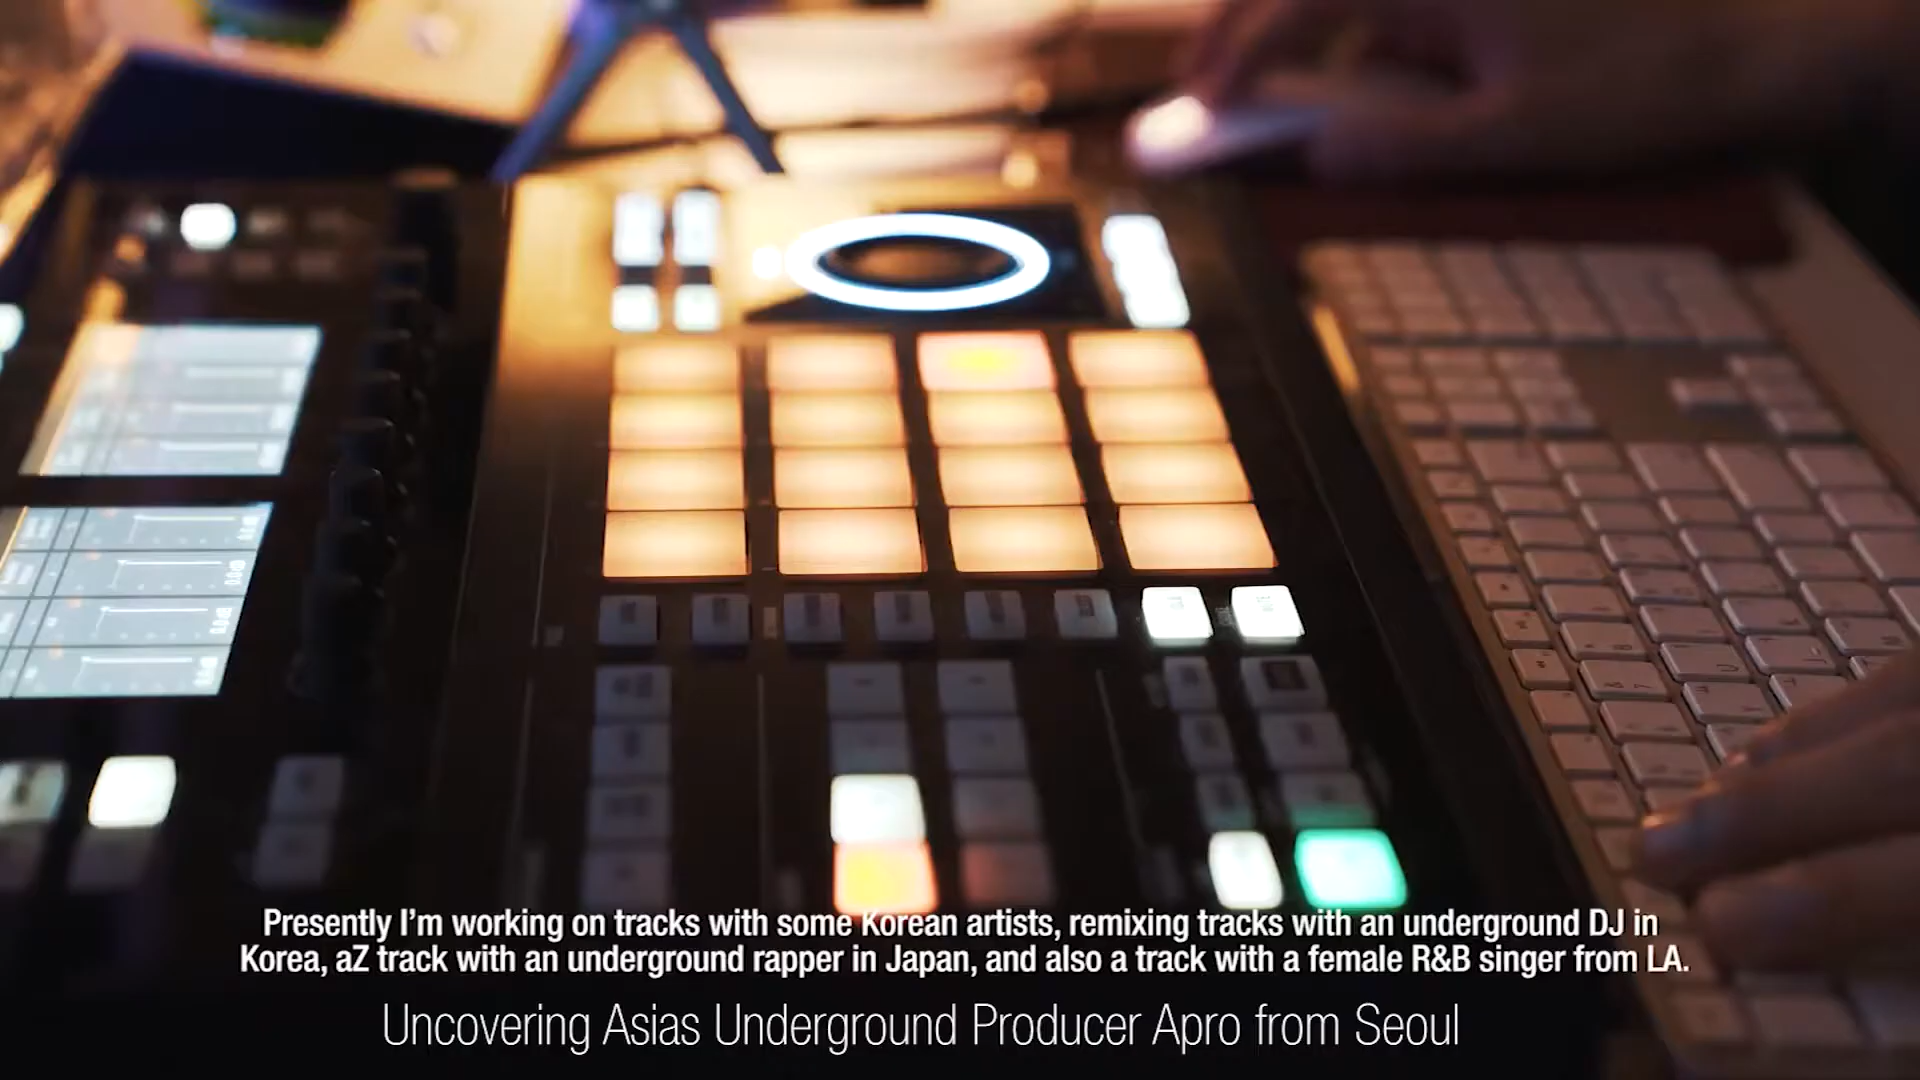 Presently I’m working on tracks with some Korean artists, remixing tracks with an underground DJ in
Korea, aZ track with an underground rapper in Japan, and also a track with a female R&B singer from LA.
Uncovering Asias Underground Producer Apro from Seoul